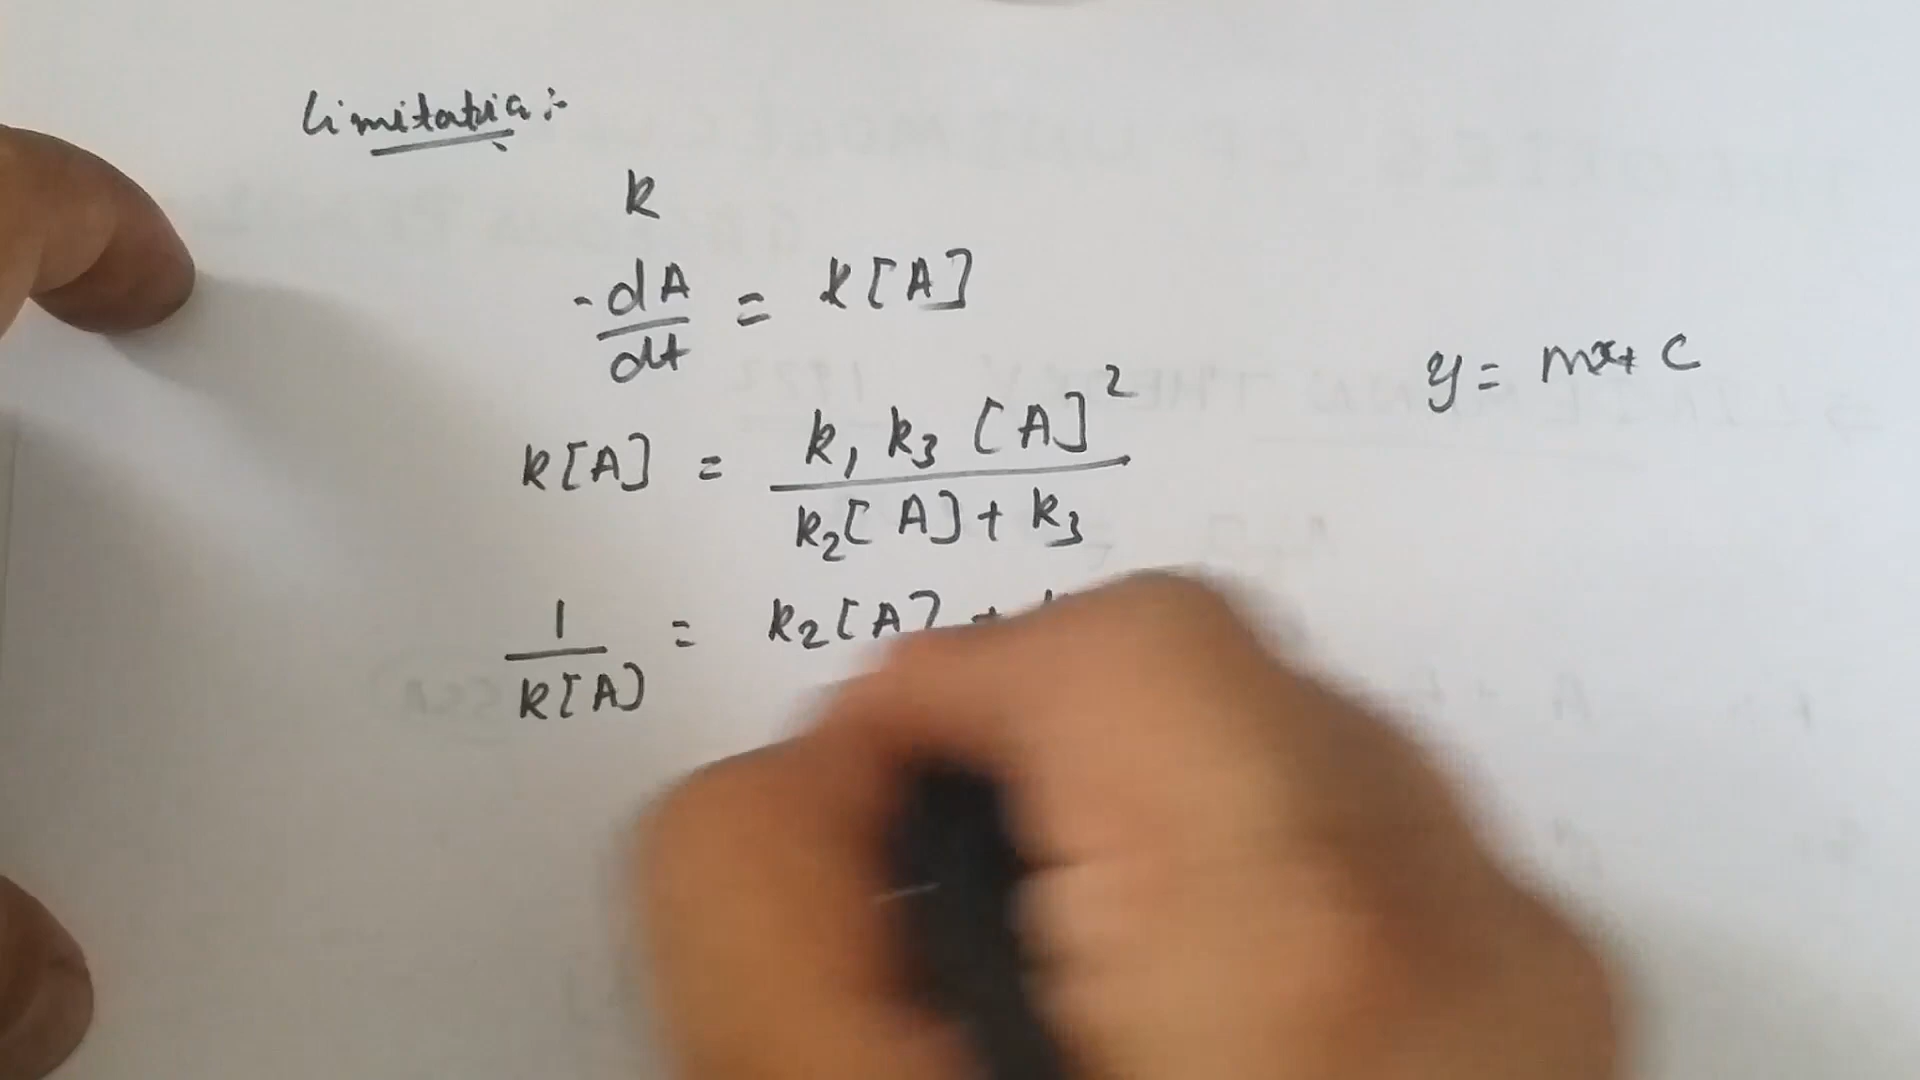 Limitatia :-
k
-dA/dt = k[A]
y = mx + c
k[A] = k1 k3 [A]²/k2[A] + k3
1/k[A] = k2[A] +